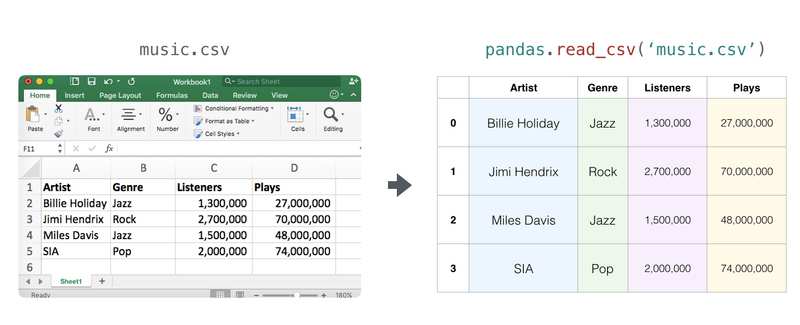 music.csv
pandas.read_csv(‘music.csv’)
Workbook1
Search Sheet
Home Insert Page Layout Formulas Data Review View
Conditional Formatting
Format as Table
Cell Styles
Paste Font Alignment Number Cells Editing
F11 fx
A B C D
1 Artist Genre Listeners Plays
2 Billie Holiday Jazz 1,300,000 27,000,000
3 Jimi Hendrix Rock 2,700,000 70,000,000
4 Miles Davis Jazz 1,500,000 48,000,000
5 SIA Pop 2,000,000 74,000,000
6
Sheet1 +
Ready 180%
Artist Genre Listeners Plays
0 Billie Holiday Jazz 1,300,000 27,000,000
1 Jimi Hendrix Rock 2,700,000 70,000,000
2 Miles Davis Jazz 1,500,000 48,000,000
3 SIA Pop 2,000,000 74,000,000